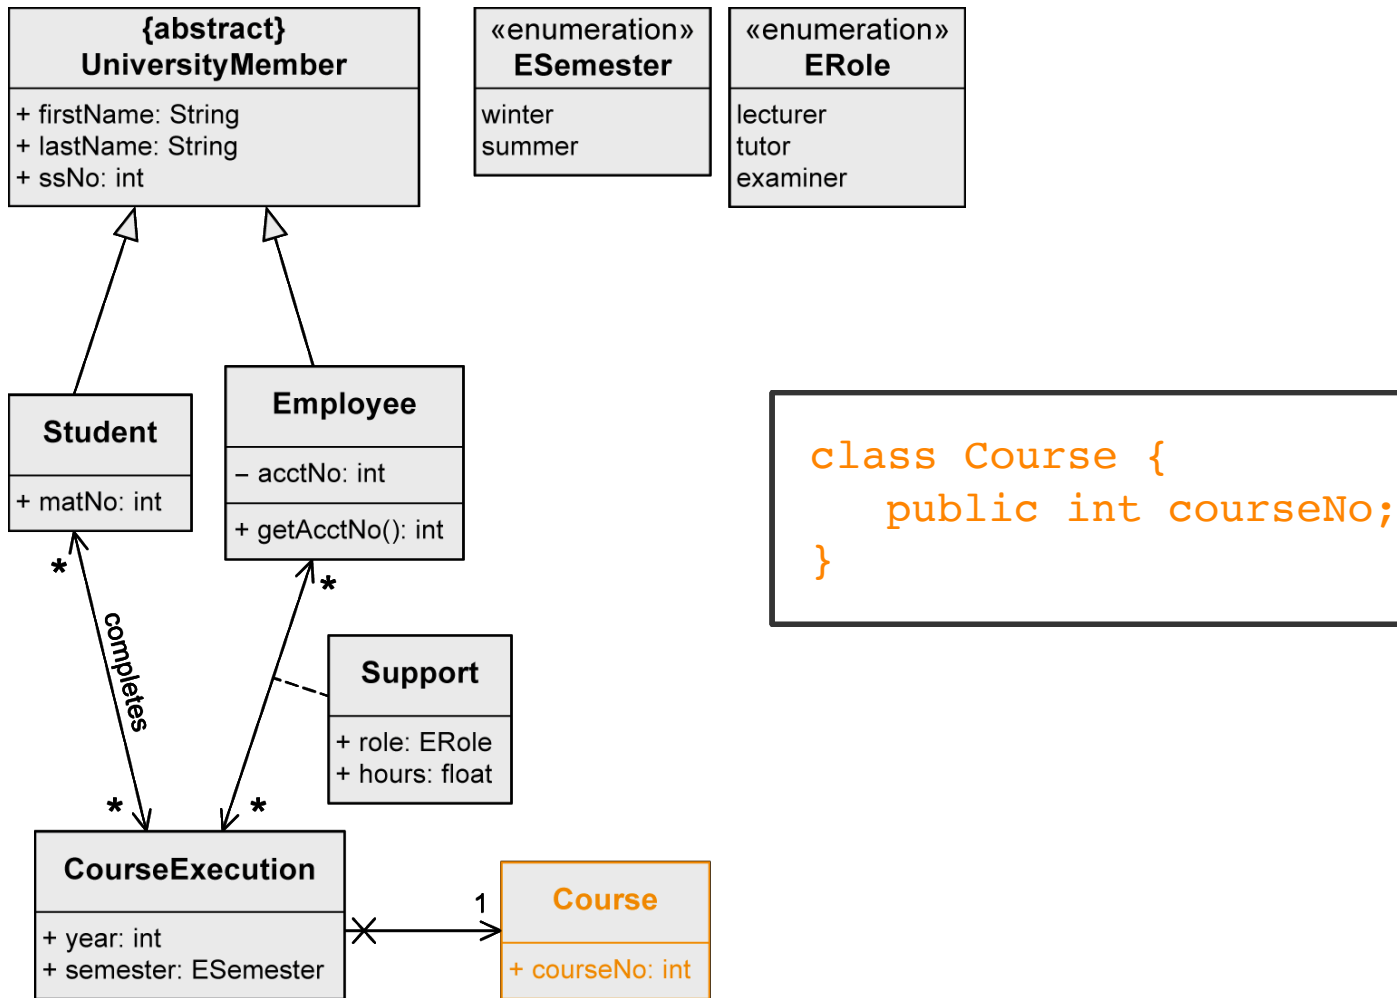 {abstract}
UniversityMember
+ firstName: String
+ lastName: String
+ ssNo: int
«enumeration»
ESemester
winter
summer
«enumeration»
ERole
lecturer
tutor
examiner
Student
+ matNo: int
Employee
– acctNo: int
+ getAcctNo(): int
class Course {
public int courseNo;
}
*
*
completes
Support
+ role: ERole
+ hours: float
*
*
CourseExecution
+ year: int
+ semester: ESemester
1
Course
+ courseNo: int